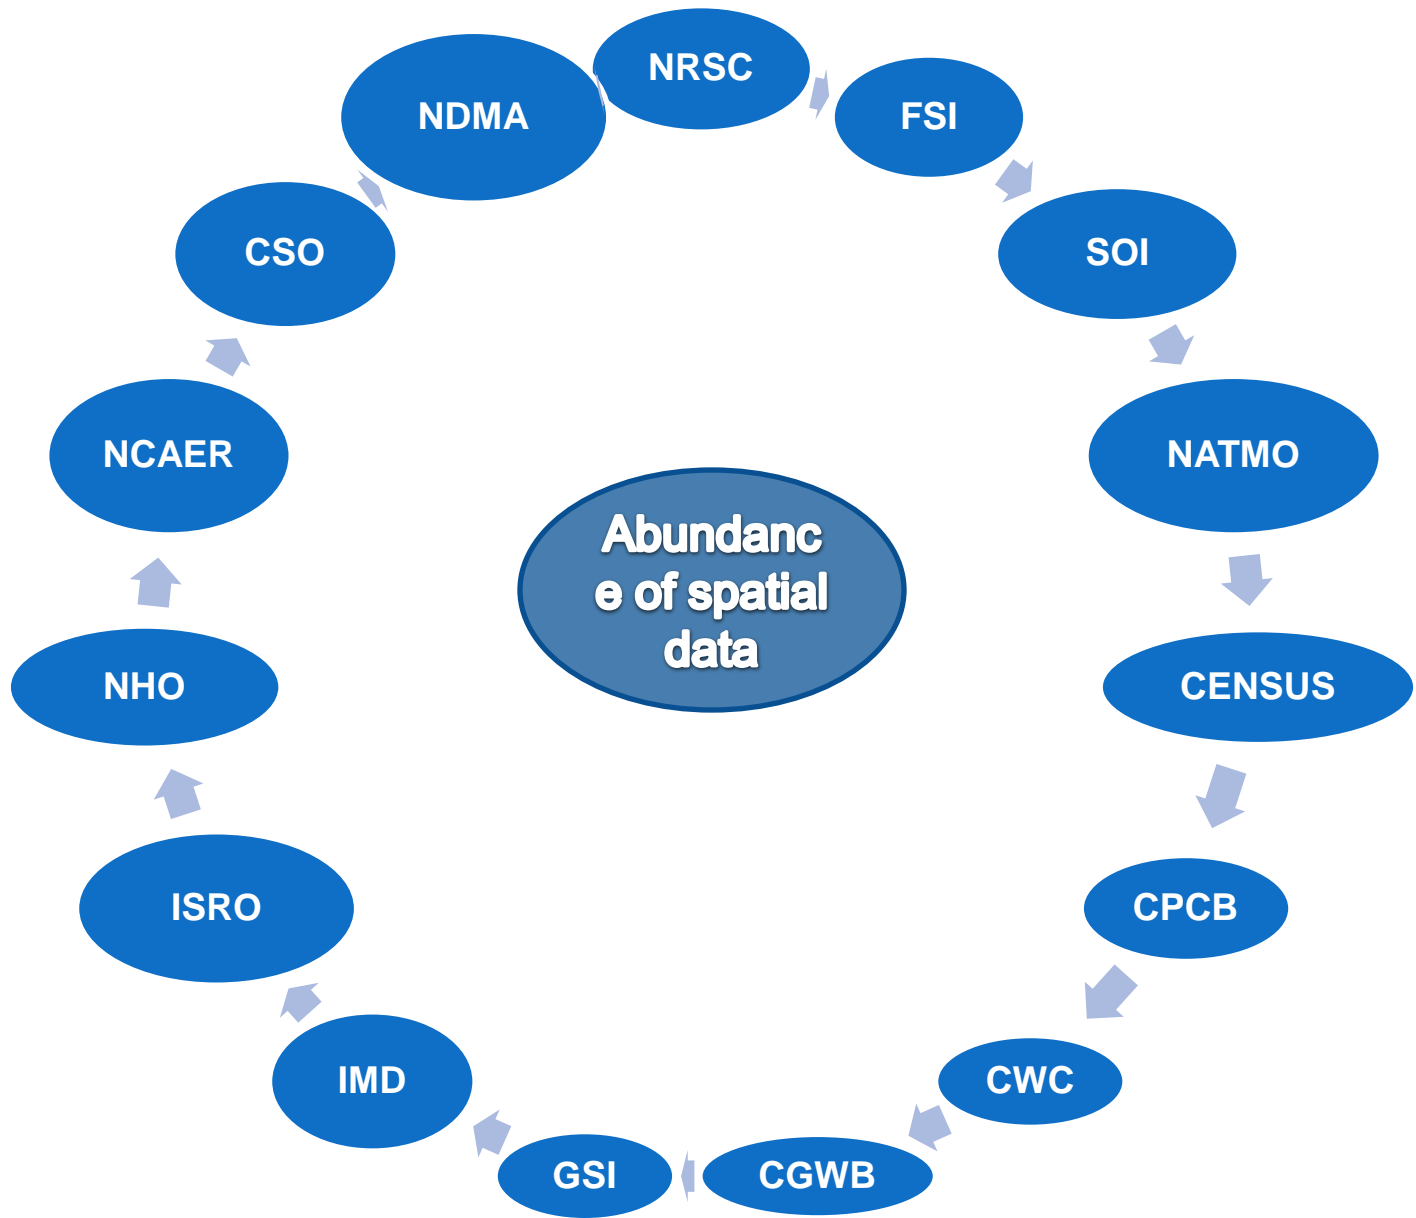 NRSC
FSI
SOI
NATMO
CENSUS
CPCB
CWC
CGWB
GSI
IMD
ISRO
NHO
NCAER
CSO
NDMA
Abundanc
e of spatial
data